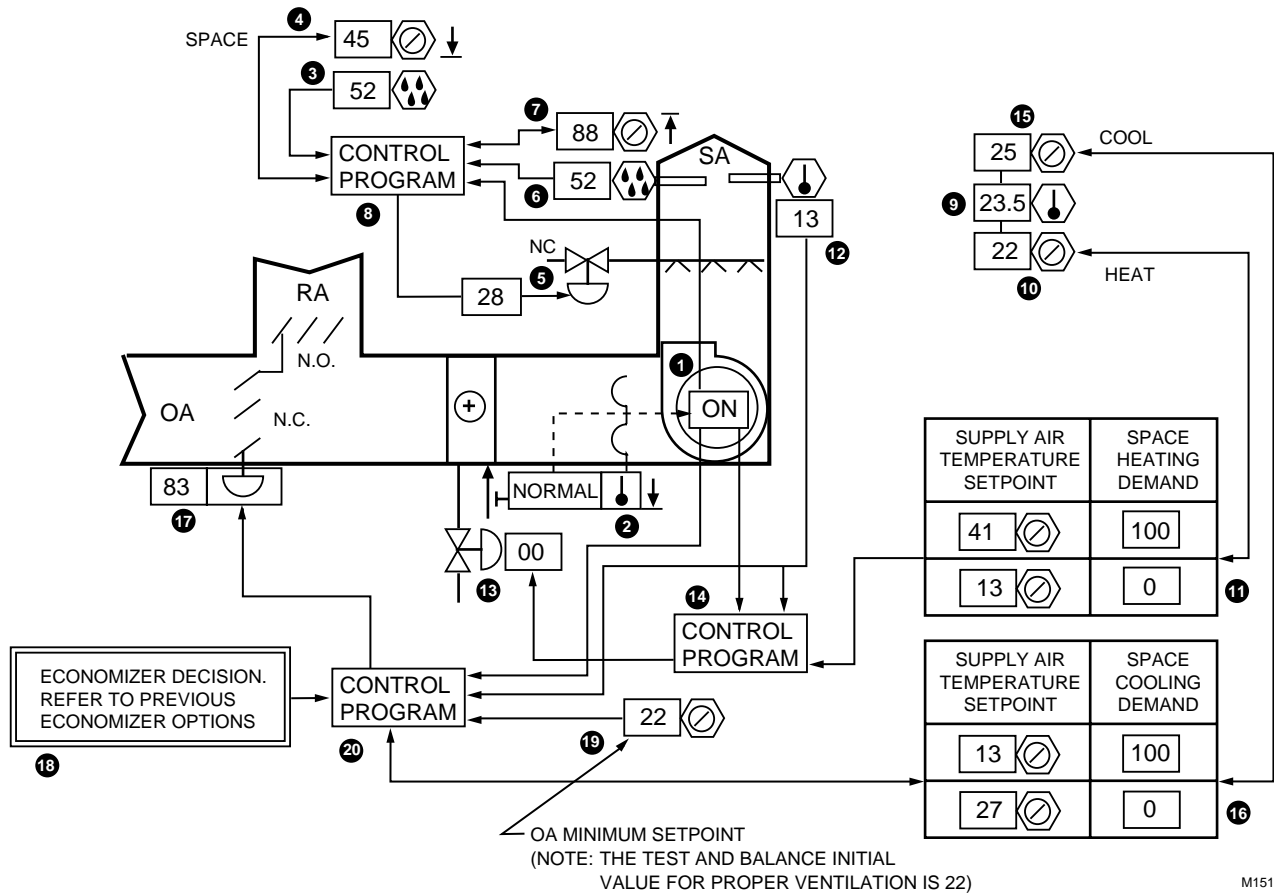 4
SPACE
45
3
52
7
88
CONTROL
PROGRAM
6
52
8
SA
13
12
15
25
COOL
9
23.5
22
HEAT
10
NC
5
28
RA
N.O.
OA
N.C.
1
ON
+
83
17
NORMAL
2
13
00
14
CONTROL
PROGRAM
SUPPLY AIR
TEMPERATURE
SETPOINT
SPACE
HEATING
DEMAND
41
100
13
0
11
SUPPLY AIR
TEMPERATURE
SETPOINT
SPACE
COOLING
DEMAND
13
100
27
0
16
ECONOMIZER DECISION.
REFER TO PREVIOUS
ECONOMIZER OPTIONS
18
CONTROL
PROGRAM
20
22
19
OA MINIMUM SETPOINT
(NOTE: THE TEST AND BALANCE INITIAL
VALUE FOR PROPER VENTILATION IS 22)
M151